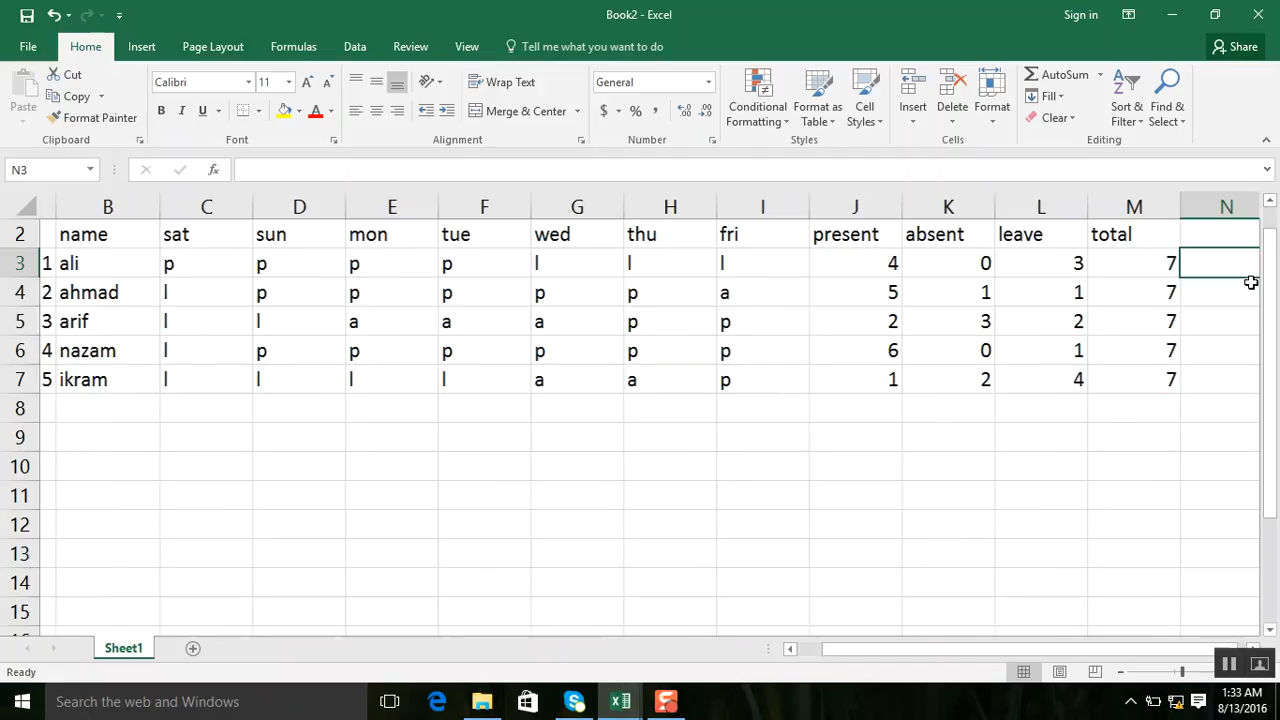 Book2 - Excel
Sign in
File Home Insert Page Layout Formulas Data Review View Tell me what you want to do Share
Paste
Cut
Copy
Format Painter
Clipboard
Calibri 11 A A
B I U A
Font
Wrap Text
Merge & Center
Alignment
General
$ % ,
Number
Conditional Formatting
Format as Table
Cell Styles
Styles
Insert Delete Format
Cells
AutoSum
Fill
Clear
Sort & Filter
Find & Select
Editing
N3 fx
B C D E F G H I J K L M N
2 name sat sun mon tue wed thu fri present absent leave total
3 1 ali p p p p l l l 4 0 3 7
4 2 ahmad l p p p p p a 5 1 1 7
5 3 arif l l a a a p p 2 3 2 7
6 4 nazam l p p p p p p 6 0 1 7
7 5 ikram l l l l a a p 1 2 4 7
8
9
10
11
12
13
14
15
Sheet1
Ready
Search the web and Windows
1:33 AM
8/13/2016